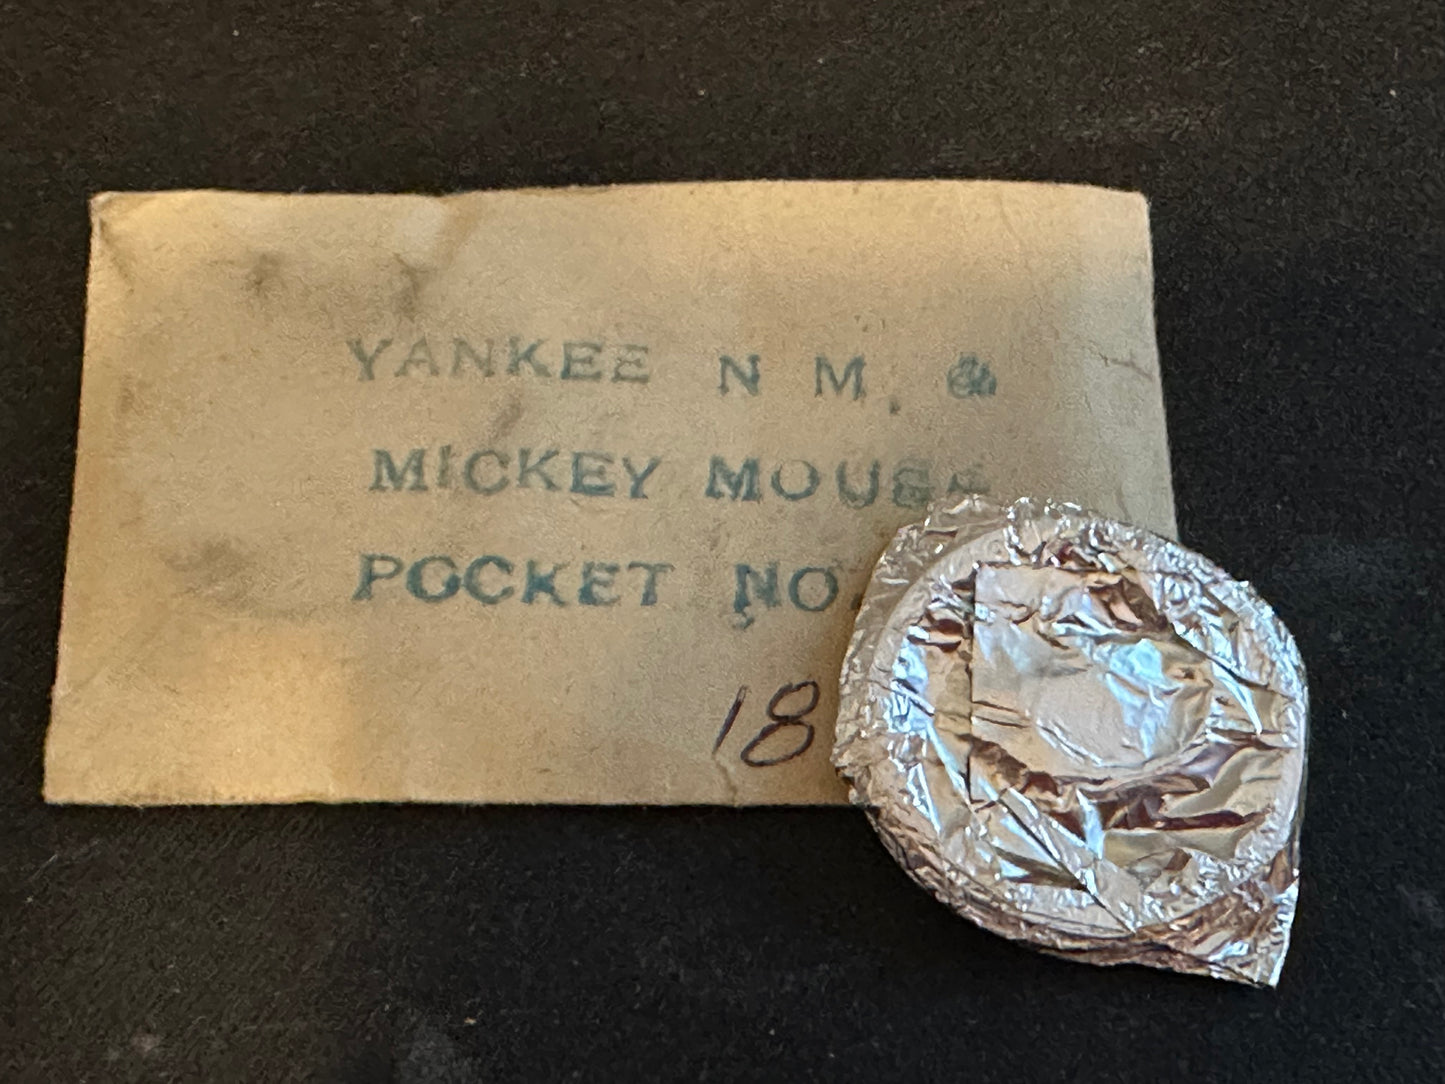 YANKEE N M. &
MICKEY MOUSE
POCKET NO.
18